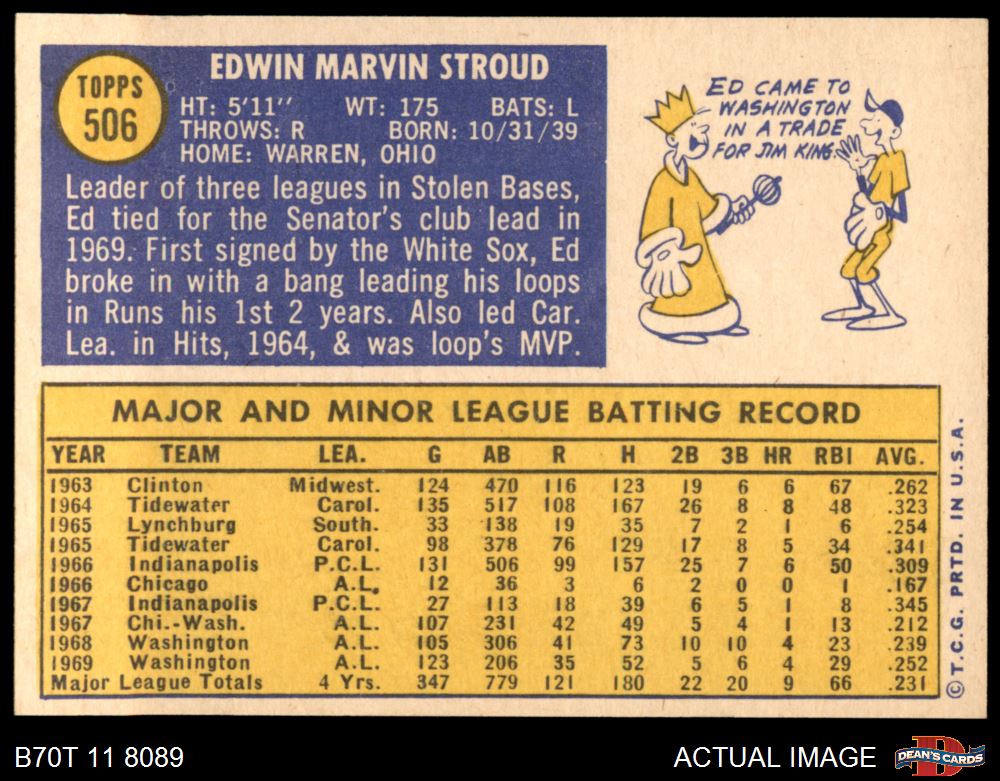 TOPPS
506
EDWIN MARVIN STROUD
HT: 5'11" WT: 175 BATS: L
THROWS: R BORN: 10/31/39
HOME: WARREN, OHIO
Leader of three leagues in Stolen Bases,
Ed tied for the Senator's club lead in
1969. First signed by the White Sox, Ed
broke in with a bang leading his loops
in Runs his 1st 2 years. Also led Car.
Lea. in Hits, 1964, & was loop's MVP.
ED CAME TO
WASHINGTON
IN A TRADE
FOR JIM KING.
MAJOR AND MINOR LEAGUE BATTING RECORD
YEAR TEAM LEA. G AB R H 2B 3B HR RBI AVG.
1963 Clinton Midwest. 124 470 116 123 19 6 6 67 .262
1964 Tidewater Carol. 135 517 108 167 26 8 8 48 .323
1965 Lynchburg South. 33 138 19 35 7 2 1 6 .254
1965 Tidewater Carol. 98 378 76 129 17 8 5 34 .341
1966 Indianapolis P.C.L. 131 506 99 157 25 7 6 50 .309
1966 Chicago A.L. 12 36 3 6 2 0 0 1 .167
1967 Indianapolis P.C.L. 27 113 18 39 6 5 1 8 .345
1967 Chi.-Wash. A.L. 107 231 42 49 5 4 1 13 .212
1968 Washington A.L. 105 306 41 73 10 10 4 23 .239
1969 Washington A.L. 123 206 35 52 5 6 4 29 .252
Major League Totals 4 Yrs. 347 779 121 180 22 20 9 66 .231
© T.C.G. PRTD. IN U.S.A.
B70T 11 8089
ACTUAL IMAGE
D
DEAN'S CARDS